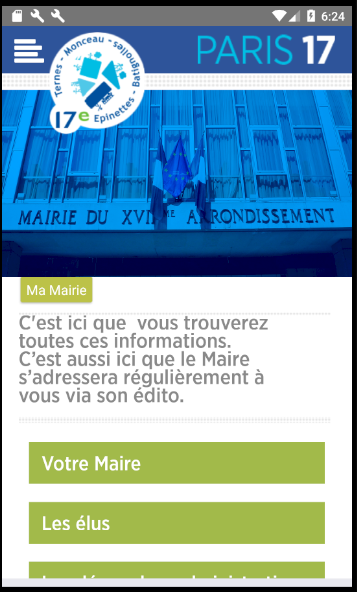 6:24
PARIS 17
Ternes - Monceau - Batignolles - Epinettes
17e
MAIRIE DU XVIIME ARRONDISSEMENT
Ma Mairie
C'est ici que vous trouverez
toutes ces informations.
C’est aussi ici que le Maire
s’adressera régulièrement à
vous via son édito.
Votre Maire
Les élus